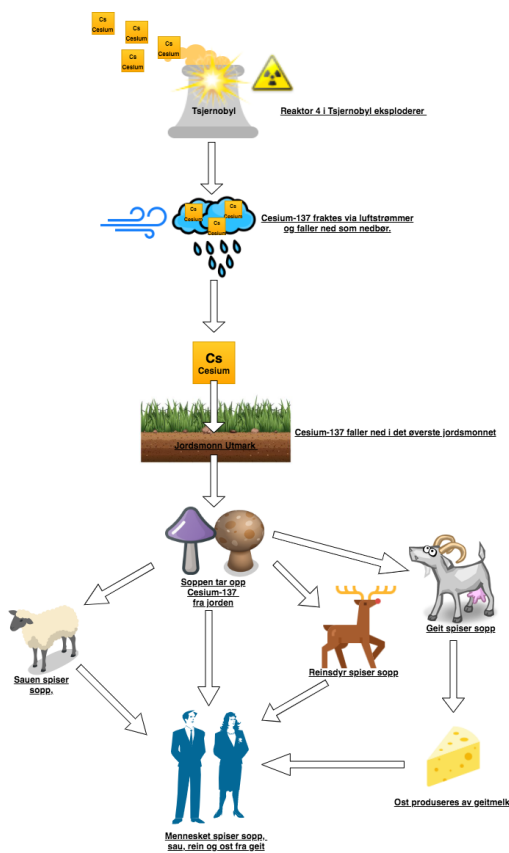 Cs
Cesium
Cs
Cesium
Cs
Cesium
Cs
Cesium
Tsjernobyl
Reaktor 4 i Tsjernobyl eksploderer
Cs
Cesium
Cs
Cesium
Cs
Cesium
Cesium-137 fraktes via luftstrømmer
og faller ned som nedbør.
Cs
Cesium
Cesium-137 faller ned i det øverste jordsmonnet
Jordsmonn Utmark
Soppen tar opp
Cesium-137
fra jorden
Geit spiser sopp
Sauen spiser
sopp,
Reinsdyr spiser sopp
Ost produseres av geitmelk
Mennesket spiser sopp,
sau, rein og ost fra geit